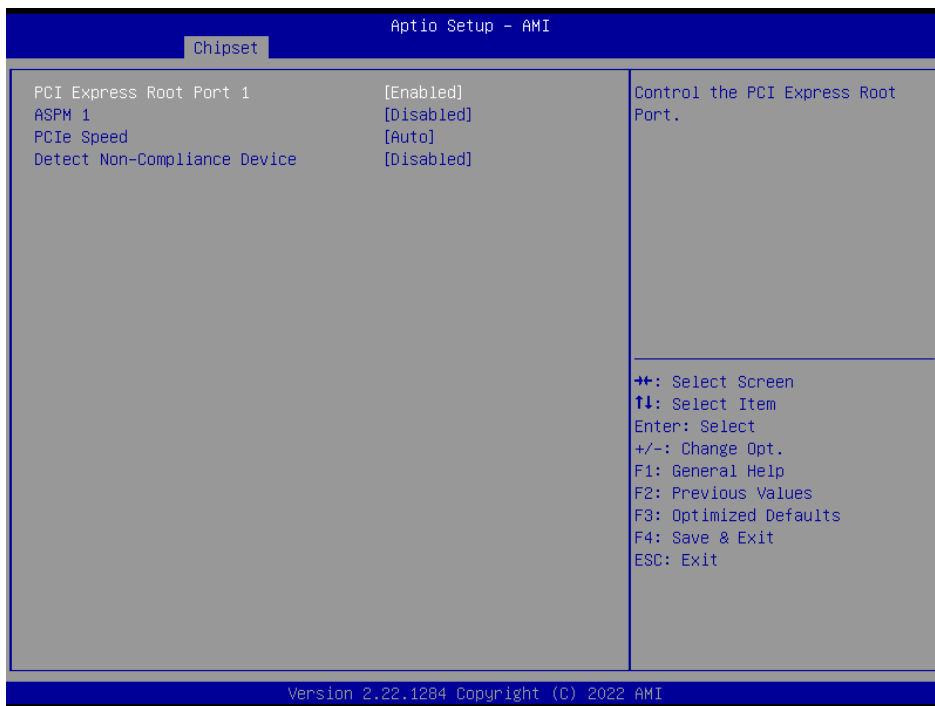 Aptio Setup – AMI
Chipset
PCI Express Root Port 1 [Enabled]
ASPM 1 [Disabled]
PCIe Speed [Auto]
Detect Non-Compliance Device [Disabled]
Control the PCI Express Root
Port.
→←: Select Screen
↑↓: Select Item
Enter: Select
+/-: Change Opt.
F1: General Help
F2: Previous Values
F3: Optimized Defaults
F4: Save & Exit
ESC: Exit
Version 2.22.1284 Copyright (C) 2022 AMI